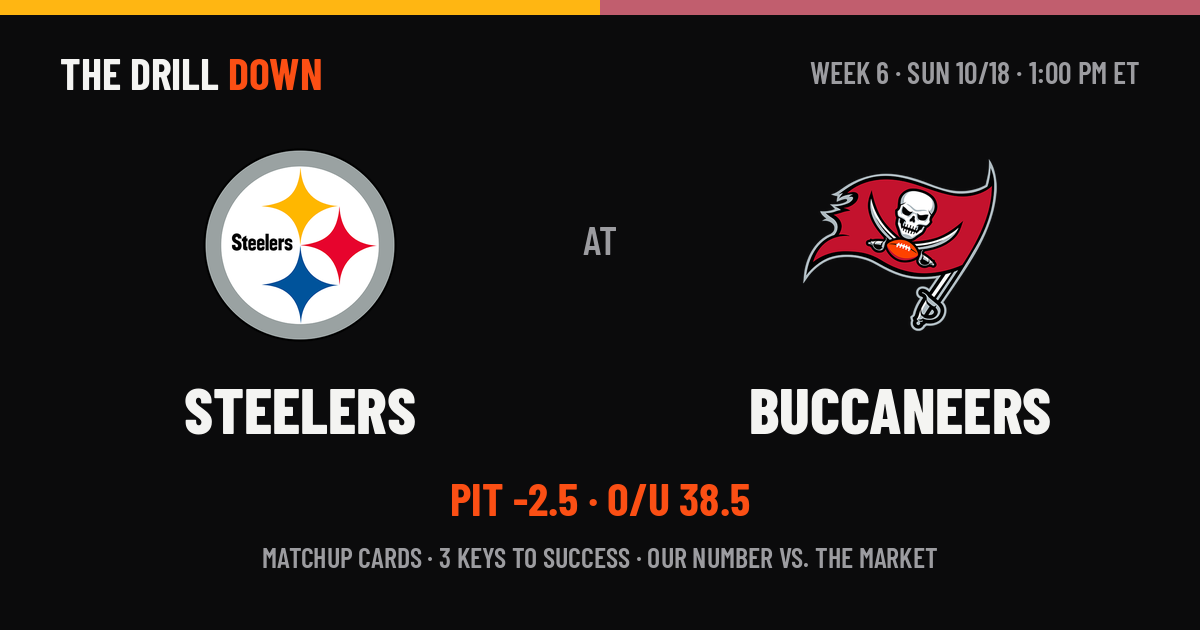 THE DRILL DOWN
WEEK 6 · SUN 10/18 · 1:00 PM ET
Steelers
AT
STEELERS
BUCCANEERS
PIT -2.5 · O/U 38.5
MATCHUP CARDS · 3 KEYS TO SUCCESS · OUR NUMBER VS. THE MARKET